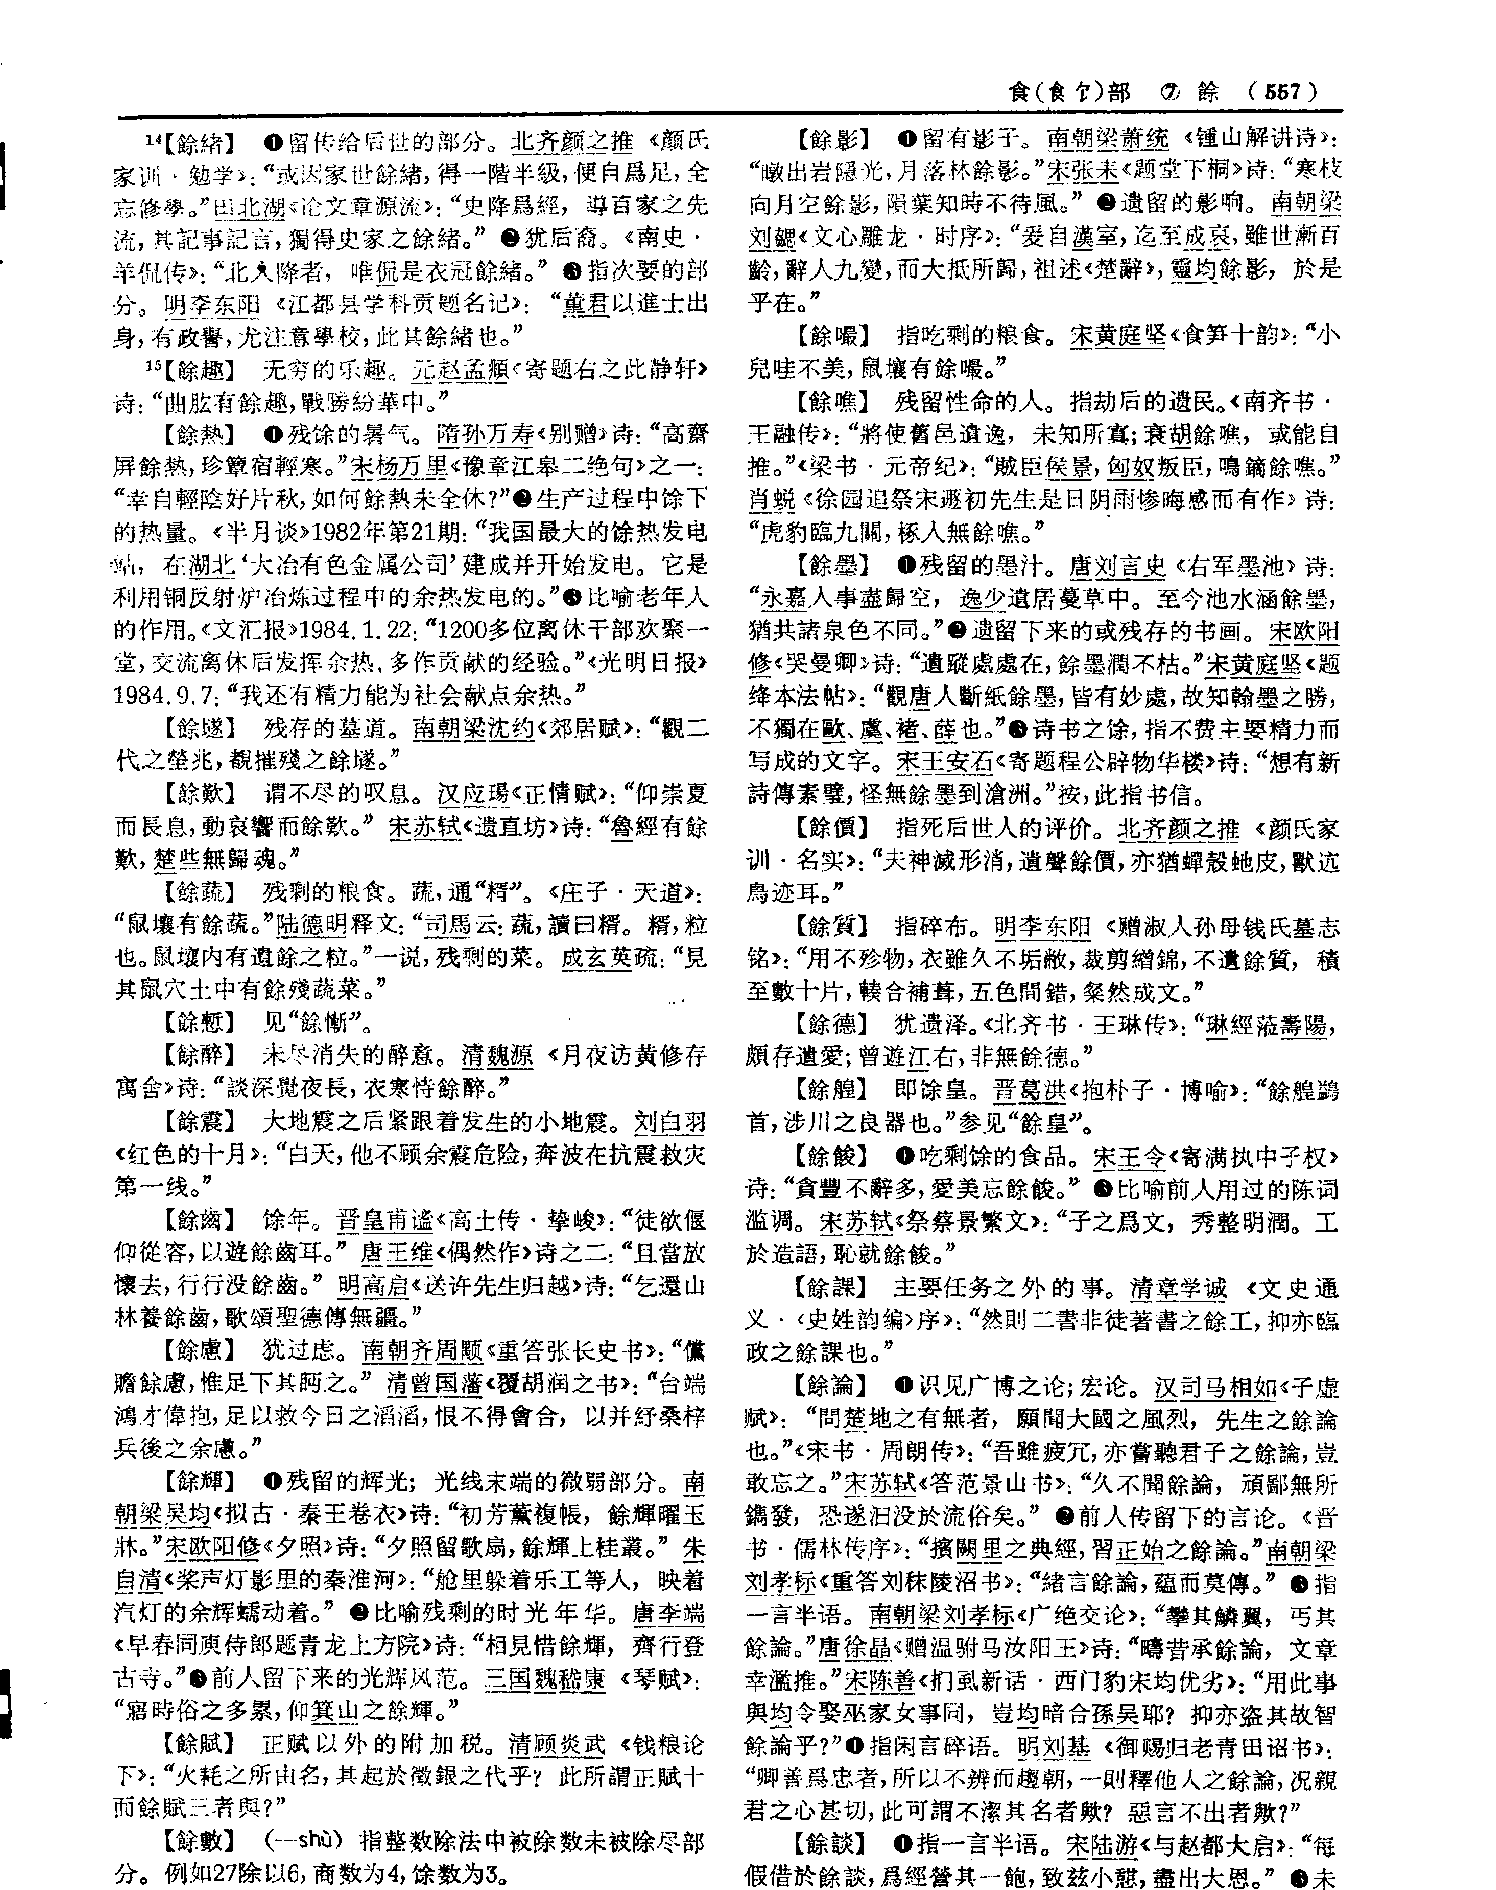 食(飠饣)部 ⑦ 餘 (557)
14【餘緒】 ❶留传给后世的部分。北齐颜之推《颜氏
家训·勉学》：“或因家世餘緒，得一階半級，便自爲足，全
忘修學。”田北湖《论文章源流》：“史降爲經，導百家之先
流，其記事記言，獨得史家之餘緒。”❷犹后裔。《南史·
羊侃传》：“北人降者，唯侃是衣冠餘緒。”❸指次要的部
分。明李东阳《江都县学科贡题名记》：“董君以進士出
身，有政譽，尤注意學校，此其餘緒也。”
15【餘趣】 无穷的乐趣。元赵孟頫《寄题右之此静轩》
诗：“曲肱有餘趣，戰勝紛華中。”
【餘熱】 ❶残馀的暑气。隋孙万寿《别赠》诗：“高齋
屏餘熱，珍簟宿輕寒。”宋杨万里《豫章江皋二绝句》之一：
“幸自輕陰好片秋，如何餘熱未全休？”❷生产过程中馀下
的热量。《半月谈》1982年第21期：“我国最大的馀热发电
站，在湖北‘大冶有色金属公司’建成并开始发电。它是
利用铜反射炉冶炼过程中的余热发电的。”❸比喻老年人
的作用。《文汇报》1984.1.22：“1200多位离休干部欢聚一
堂，交流离休后发挥余热，多作贡献的经验。”《光明日报》
1984.9.7：“我还有精力能为社会献点余热。”
【餘墜】 残存的墓道。南朝梁沈约《郊居赋》：“觀二
代之塋兆，覩摧殘之餘墜。”
【餘歎】 谓不尽的叹息。汉应玚《正情赋》：“仰崇夏
而長息，動哀響而餘歎。”宋苏轼《遗直坊》诗：“魯經有餘
歎，楚些無歸魂。”
【餘蔬】 残剩的粮食。蔬，通“糈”。《庄子·天道》：
“鼠壤有餘蔬。”陆德明释文：“司馬云：蔬，讀曰糈。糈，粒
也。鼠壤内有遺餘之粒。”一说，残剩的菜。成玄英疏：“見
其鼠穴土中有餘殘蔬菜。”
【餘慙】 见“餘慚”。
【餘醉】 未尽消失的醉意。清魏源《月夜访黄修存
寓舍》诗：“談深覺夜長，衣寒恃餘醉。”
【餘震】 大地震之后紧跟着发生的小地震。刘白羽
《红色的十月》：“白天，他不顾余震危险，奔波在抗震救灾
第一线。”
【餘齒】 馀年。晋皇甫谧《高士传·挚峻》：“徒欲偃
仰從容，以遊餘齒耳。”唐王维《偶然作》诗之二：“且當放
懷去，行行没餘齒。”明高启《送许先生归越》诗：“乞還山
林養餘齒，歌頌聖德傳無疆。”
【餘慮】 犹过虑。南朝齐周颙《重答张长史书》：“儻
贍餘慮，惟足下其訶之。”清曾国藩《覆胡润之书》：“台端
鴻才偉抱，足以救今日之滔滔，恨不得會合，以并紓桑梓
兵後之余慮。”
【餘輝】 ❶残留的辉光；光线末端的微弱部分。南
朝梁吴均《拟古·秦王卷衣》诗：“初芳薰複帳，餘輝曜玉
牀。”宋欧阳修《夕照》诗：“夕照留歌扇，餘輝上桂叢。”朱
自清《桨声灯影里的秦淮河》：“舱里躲着乐工等人，映着
汽灯的余辉蠕动着。”❷比喻残剩的时光年华。唐李端
《早春同庾侍郎题青龙上方院》诗：“相見惜餘輝，齊行登
古寺。”❸前人留下来的光辉风范。三国魏嵇康《琴赋》：
“寤時俗之多累，仰箕山之餘輝。”
【餘賦】 正赋以外的附加税。清顾炎武《钱粮论
下》：“火耗之所由名，其起於徵銀之代乎？此所謂正賦十
而餘賦三者與？”
【餘數】 （—shù）指整数除法中被除数未被除尽部
分。例如27除以6，商数为4，馀数为3。
【餘影】 ❶留有影子。南朝梁萧统《锺山解讲诗》：
“暾出岩隱光，月落林餘影。”宋张耒《题堂下桐》诗：“寒枝
向月空餘影，隕葉知時不待風。”❷遗留的影响。南朝梁
刘勰《文心雕龙·时序》：“爰自漢室，迄至成哀，雖世漸百
齡，辭人九變，而大抵所歸，祖述《楚辭》，靈均餘影，於是
乎在。”
【餘嘬】 指吃剩的粮食。宋黄庭坚《食笋十韵》：“小
兒哇不美，鼠壤有餘嘬。”
【餘噍】 残留性命的人。指劫后的遗民。《南齐书·
王融传》：“將使舊邑遺逸，未知所寘；衰胡餘噍，或能自
推。”《梁书·元帝纪》：“賊臣侯景，匈奴叛臣，鳴鏑餘噍。”
肖蜕《徐园追祭宋遯初先生是日阴雨惨晦感而有作》诗：
“虎豹臨九關，椓人無餘噍。”
【餘墨】 ❶残留的墨汁。唐刘言史《右军墨池》诗：
“永嘉人事盡歸空，逸少遺居蔓草中。至今池水涵餘墨，
猶共諸泉色不同。”❷遗留下来的或残存的书画。宋欧阳
修《哭曼卿》诗：“遺蹤處處在，餘墨潤不枯。”宋黄庭坚《题
绛本法帖》：“觀唐人斷紙餘墨，皆有妙處，故知翰墨之勝，
不獨在歐、虞、褚、薛也。”❸诗书之馀，指不费主要精力而
写成的文字。宋王安石《寄题程公辟物华楼》诗：“想有新
詩傳素壁，怪無餘墨到滄洲。”按，此指书信。
【餘價】 指死后世人的评价。北齐颜之推《颜氏家
训·名实》：“夫神滅形消，遺聲餘價，亦猶蟬殼虵皮，獸迒
鳥迹耳。”
【餘質】 指碎布。明李东阳《赠淑人孙母钱氏墓志
铭》：“用不殄物，衣雖久不垢敝，裁剪繒錦，不遺餘質，積
至數十片，輳合補葺，五色間錯，粲然成文。”
【餘德】 犹遗泽。《北齐书·王琳传》：“琳經蒞壽陽，
頗存遺愛；曾遊江右，非無餘德。”
【餘艎】 即馀皇。晋葛洪《抱朴子·博喻》：“餘艎鷁
首，涉川之良器也。”参见“餘皇”。
【餘餕】 ❶吃剩馀的食品。宋王令《寄满执中子权》
诗：“貪豐不辭多，愛美忘餘餕。”❷比喻前人用过的陈词
滥调。宋苏轼《祭蔡景繁文》：“子之爲文，秀整明潤。工
於造語，恥就餘餕。”
【餘課】 主要任务之外的事。清章学诚《文史通
义·〈史姓韵编〉序》：“然則二書非徒著書之餘工，抑亦臨
政之餘課也。”
【餘論】 ❶识见广博之论；宏论。汉司马相如《子虚
赋》：“問楚地之有無者，願聞大國之風烈，先生之餘論
也。”《宋书·周朗传》：“吾雖疲冗，亦嘗聽君子之餘論，豈
敢忘之。”宋苏轼《答范景山书》：“久不聞餘論，頑鄙無所
鐫發，恐遂汩没於流俗矣。”❷前人传留下的言论。《晋
书·儒林传序》：“擯闕里之典經，習正始之餘論。”南朝梁
刘孝标《重答刘秣陵沼书》：“緒言餘論，蘊而莫傳。”❸指
一言半语。南朝梁刘孝标《广绝交论》：“攀其鱗翼，丐其
餘論。”唐徐晶《赠温驸马汝阳王》诗：“疇昔承餘論，文章
幸濫推。”宋陈善《扪虱新话·西门豹宋均优劣》：“用此事
與均令娶巫家女事同，豈均暗合孫吴耶？抑亦盗其故智
餘論乎？”❹指闲言碎语。明刘基《御赐归老青田诏书》：
“卿善爲忠者，所以不辨而趨朝，一則釋他人之餘論，况親
君之心甚切，此可謂不潔其名者歟？惡言不出者歟？”
【餘談】 ❶指一言半语。宋陆游《与赵都大启》：“每
假借於餘談，爲經營其一飽，致兹小憩，盡出大恩。”❷未